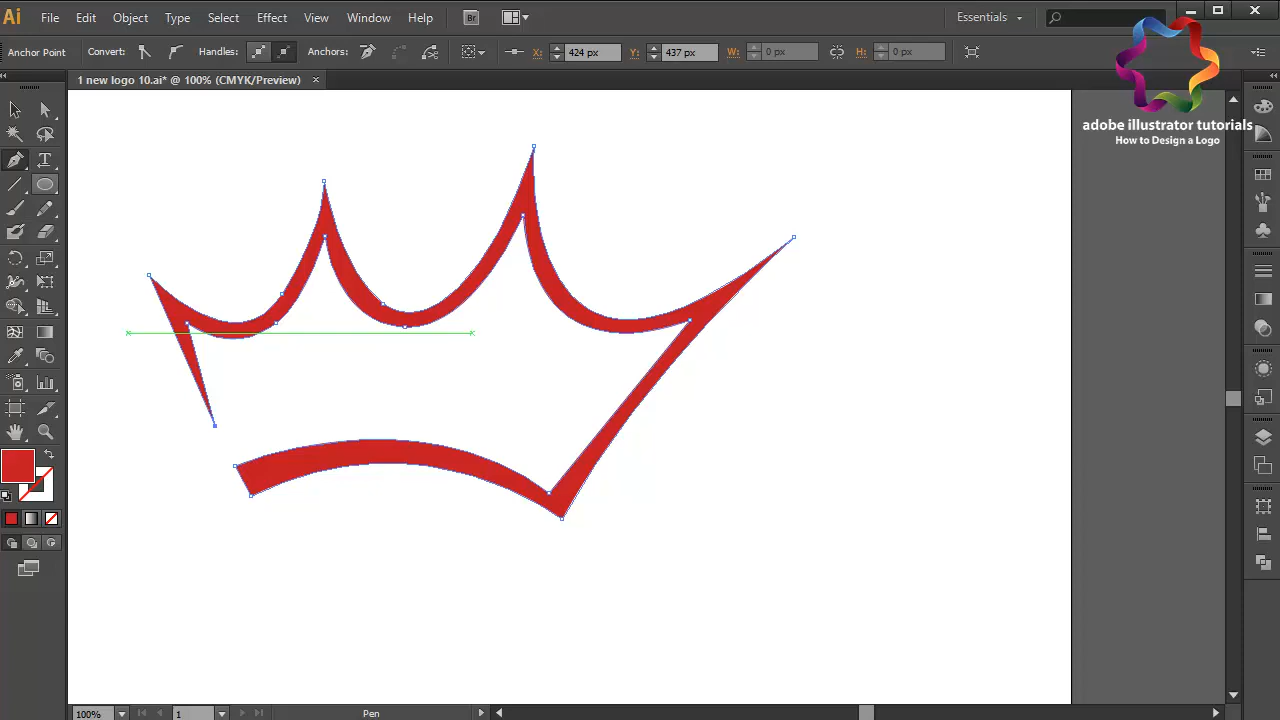 Ai File Edit Object Type Select Effect View Window Help Br Essentials
Anchor Point Convert: Handles: Anchors: X: 424 px Y: 437 px W: 0 px H: 0 px
1 new logo 10.ai* @ 100% (CMYK/Preview) ×
adobe illustrator tutorials
How to Design a Logo
100% 1 Pen